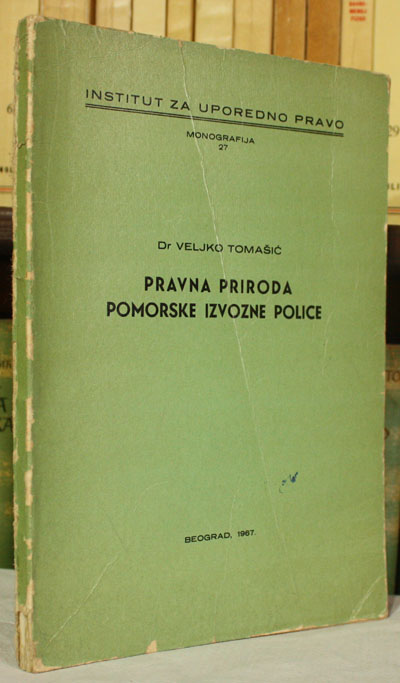 INSTITUT ZA UPOREDNO PRAVO
MONOGRAFIJA
27
Dr VELJKO TOMAŠIĆ
PRAVNA PRIRODA
POMORSKE IZVOZNE POLICE
BEOGRAD, 1967.